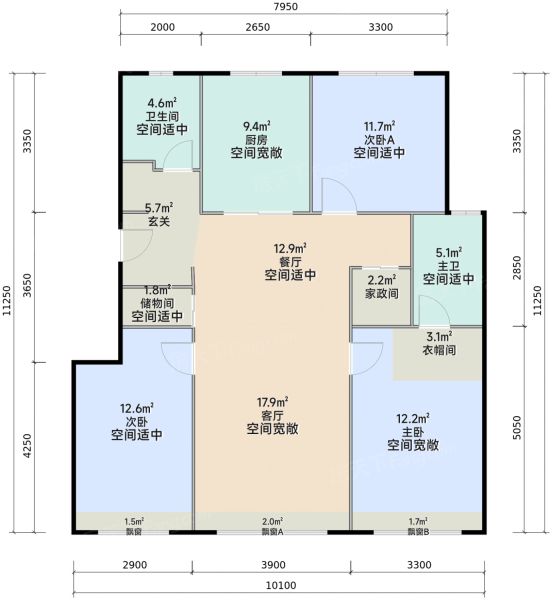 7950
2000
2650
3300
4.6㎡
卫生间
空间适中
9.4㎡
厨房
空间宽敞
11.7㎡
次卧A
空间适中
3350
3350
5.7㎡
玄关
12.9㎡
餐厅
空间适中
5.1㎡
主卫
空间适中
2.2㎡
家政间
1.8㎡
储物间
空间适中
11250
3650
2850
11250
3.1㎡
衣帽间
12.6㎡
次卧
空间适中
17.9㎡
客厅
空间宽敞
12.2㎡
主卧
空间宽敞
4250
5050
1.5㎡
飘窗
2.0㎡
飘窗A
1.7㎡
飘窗B
2900
3900
3300
10100